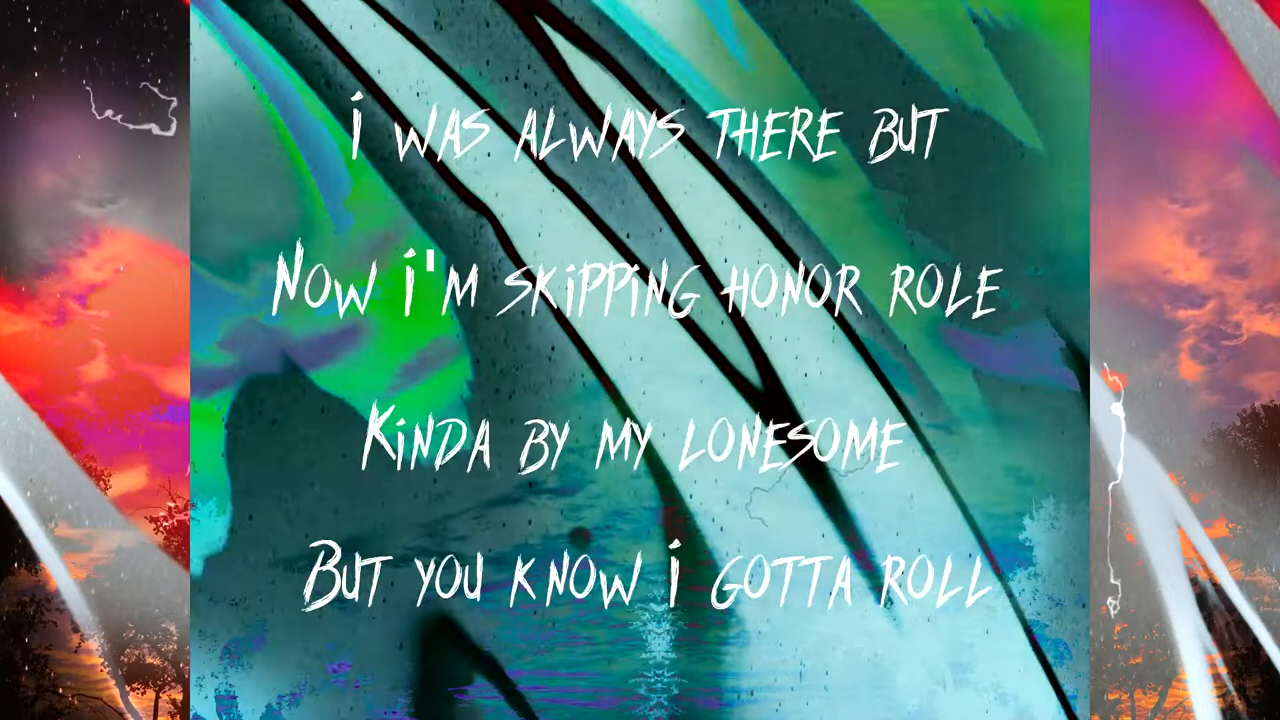 I WAS ALWAYS THERE BUT
NOW I'M SKIPPING HONOR ROLE
KINDA BY MY LONESOME
BUT YOU KNOW I GOTTA ROLL